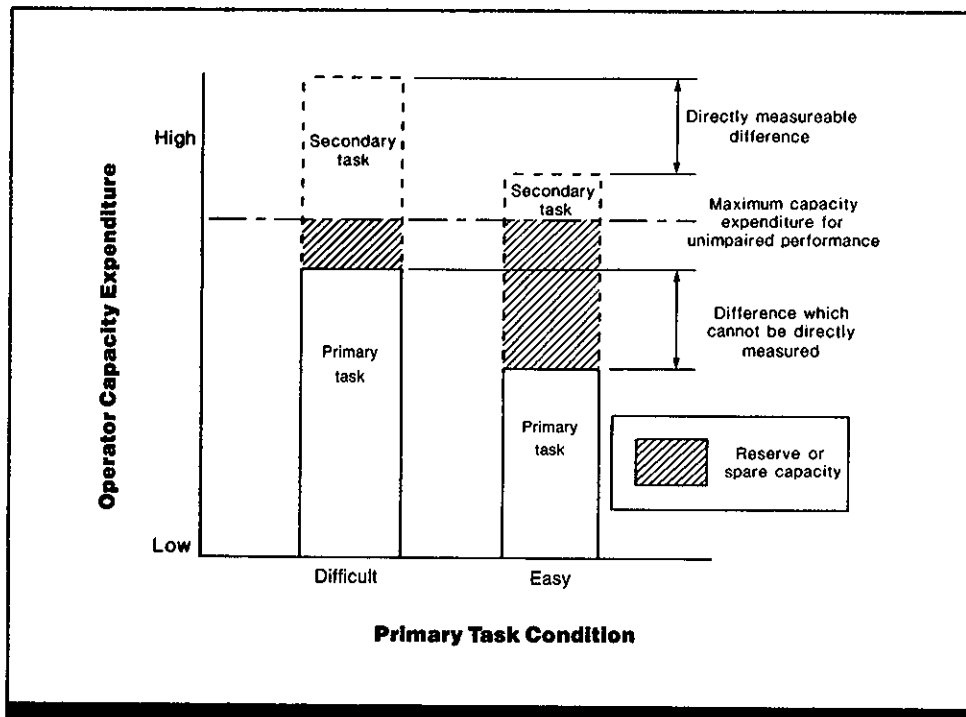 High
Low
Operator Capacity Expenditure
Secondary
task
Primary
task
Secondary
task
Primary
task
Directly measureable
difference
Maximum capacity
expenditure for
unimpaired performance
Difference which
cannot be directly
measured
Reserve or
spare capacity
Difficult
Easy
Primary Task Condition